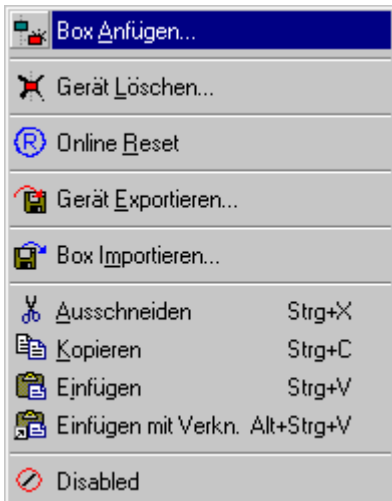 Box Anfügen...
Gerät Löschen...
® Online Reset
Gerät Exportieren...
Box Importieren...
Ausschneiden Strg+X
Kopieren Strg+C
Einfügen Strg+V
Einfügen mit Verkn. Alt+Strg+V
Disabled